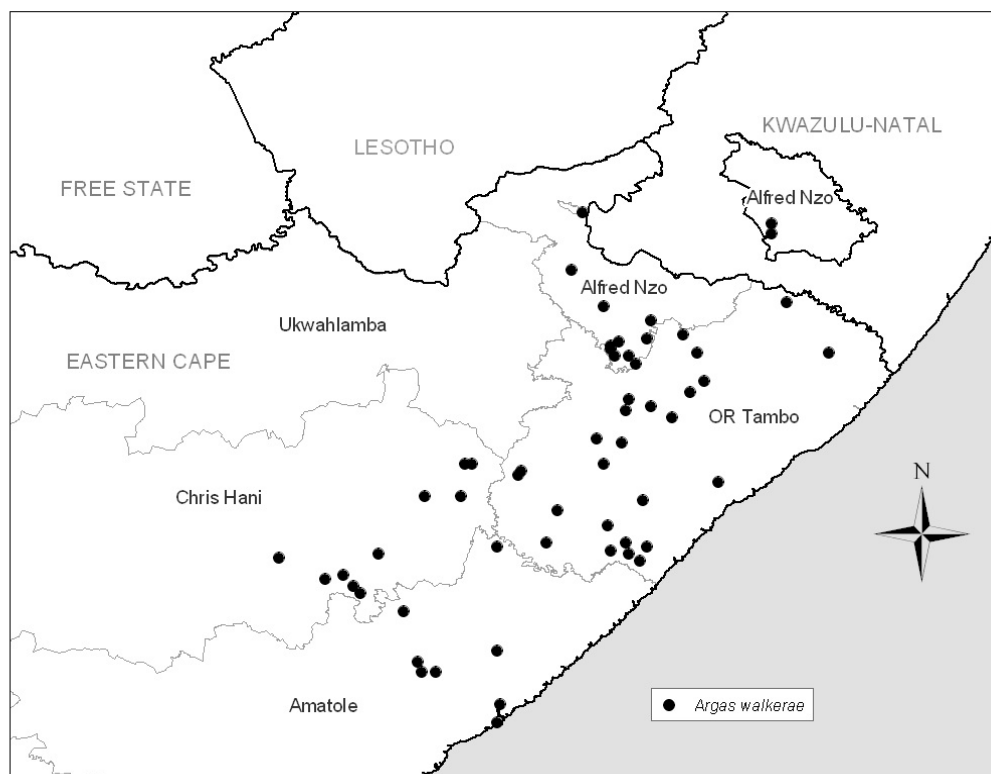 KWAZULU-NATAL
LESOTHO
FREE STATE
Alfred Nzo
Alfred Nzo
Ukwahlamba
EASTERN CAPE
OR Tambo
N
Chris Hani
Amatole
Argas walkerae